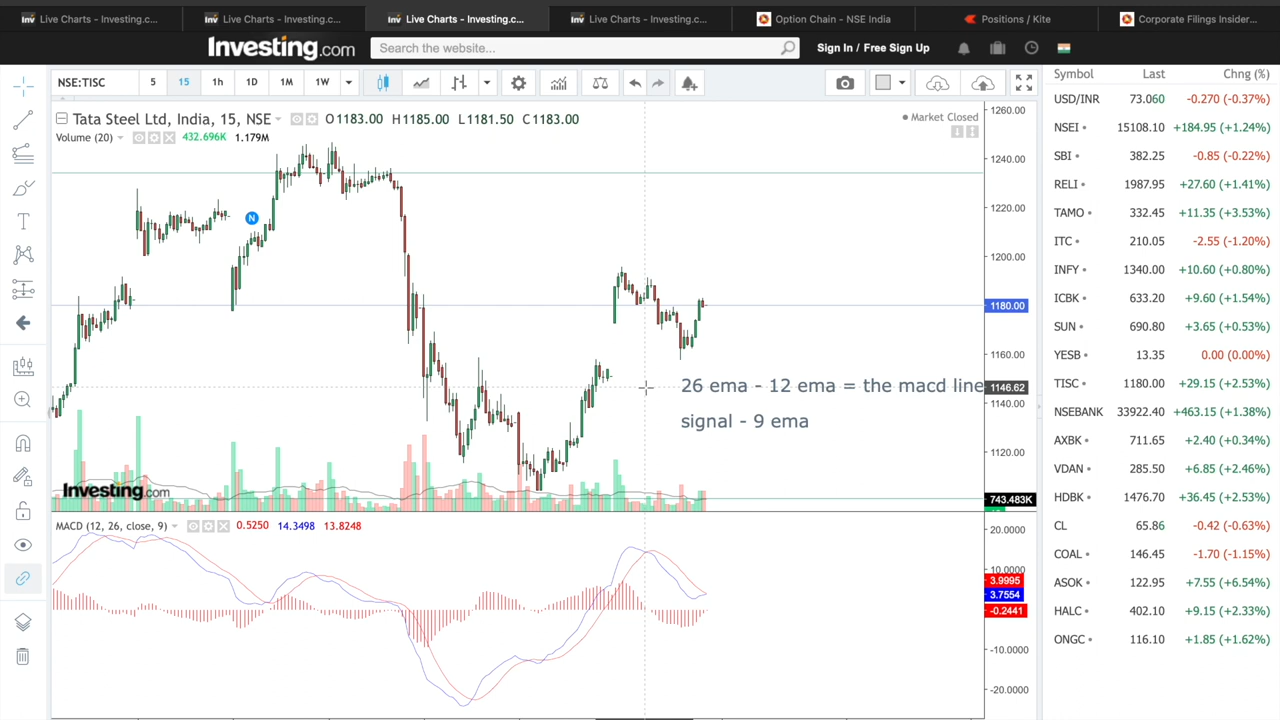 Live Charts - Investing.c...
Live Charts - Investing.c...
Live Charts - Investing.c...
Live Charts - Investing.c...
Option Chain - NSE India
Positions / Kite
Corporate Filings Insider...
Investing.com
Search the website...
Sign In / Free Sign Up
NSE:TISC 5 15 1h 1D 1M 1W
Tata Steel Ltd, India, 15, NSE O1183.00 H1185.00 L1181.50 C1183.00
Market Closed
Volume (20) 432.696K 1.179M
N
1260.00
1240.00
1220.00
1200.00
1180.00
1160.00
1146.62
1140.00
1120.00
743.483K
26 ema - 12 ema = the macd line
signal - 9 ema
Investing.com
MACD (12, 26, close, 9) 0.5250 14.3498 13.8248
20.0000
10.0000
3.9995
3.7554
-0.2441
-10.0000
-20.0000
Symbol Last Chng (%)
USD/INR 73.060 -0.270 (-0.37%)
NSEI 15108.10 +184.95 (+1.24%)
SBI 382.25 -0.85 (-0.22%)
RELI 1987.95 +27.60 (+1.41%)
TAMO 332.45 +11.35 (+3.53%)
ITC 210.05 -2.55 (-1.20%)
INFY 1340.00 +10.60 (+0.80%)
ICBK 633.20 +9.60 (+1.54%)
SUN 690.80 +3.65 (+0.53%)
YESB 13.35 0.00 (0.00%)
TISC 1180.00 +29.15 (+2.53%)
NSEBANK 33922.40 +463.15 (+1.38%)
AXBK 711.65 +2.40 (+0.34%)
VDAN 285.50 +6.85 (+2.46%)
HDBK 1476.70 +36.45 (+2.53%)
CL 65.86 -0.42 (-0.63%)
COAL 146.45 -1.70 (-1.15%)
ASOK 122.95 +7.55 (+6.54%)
HALC 402.10 +9.15 (+2.33%)
ONGC 116.10 +1.85 (+1.62%)